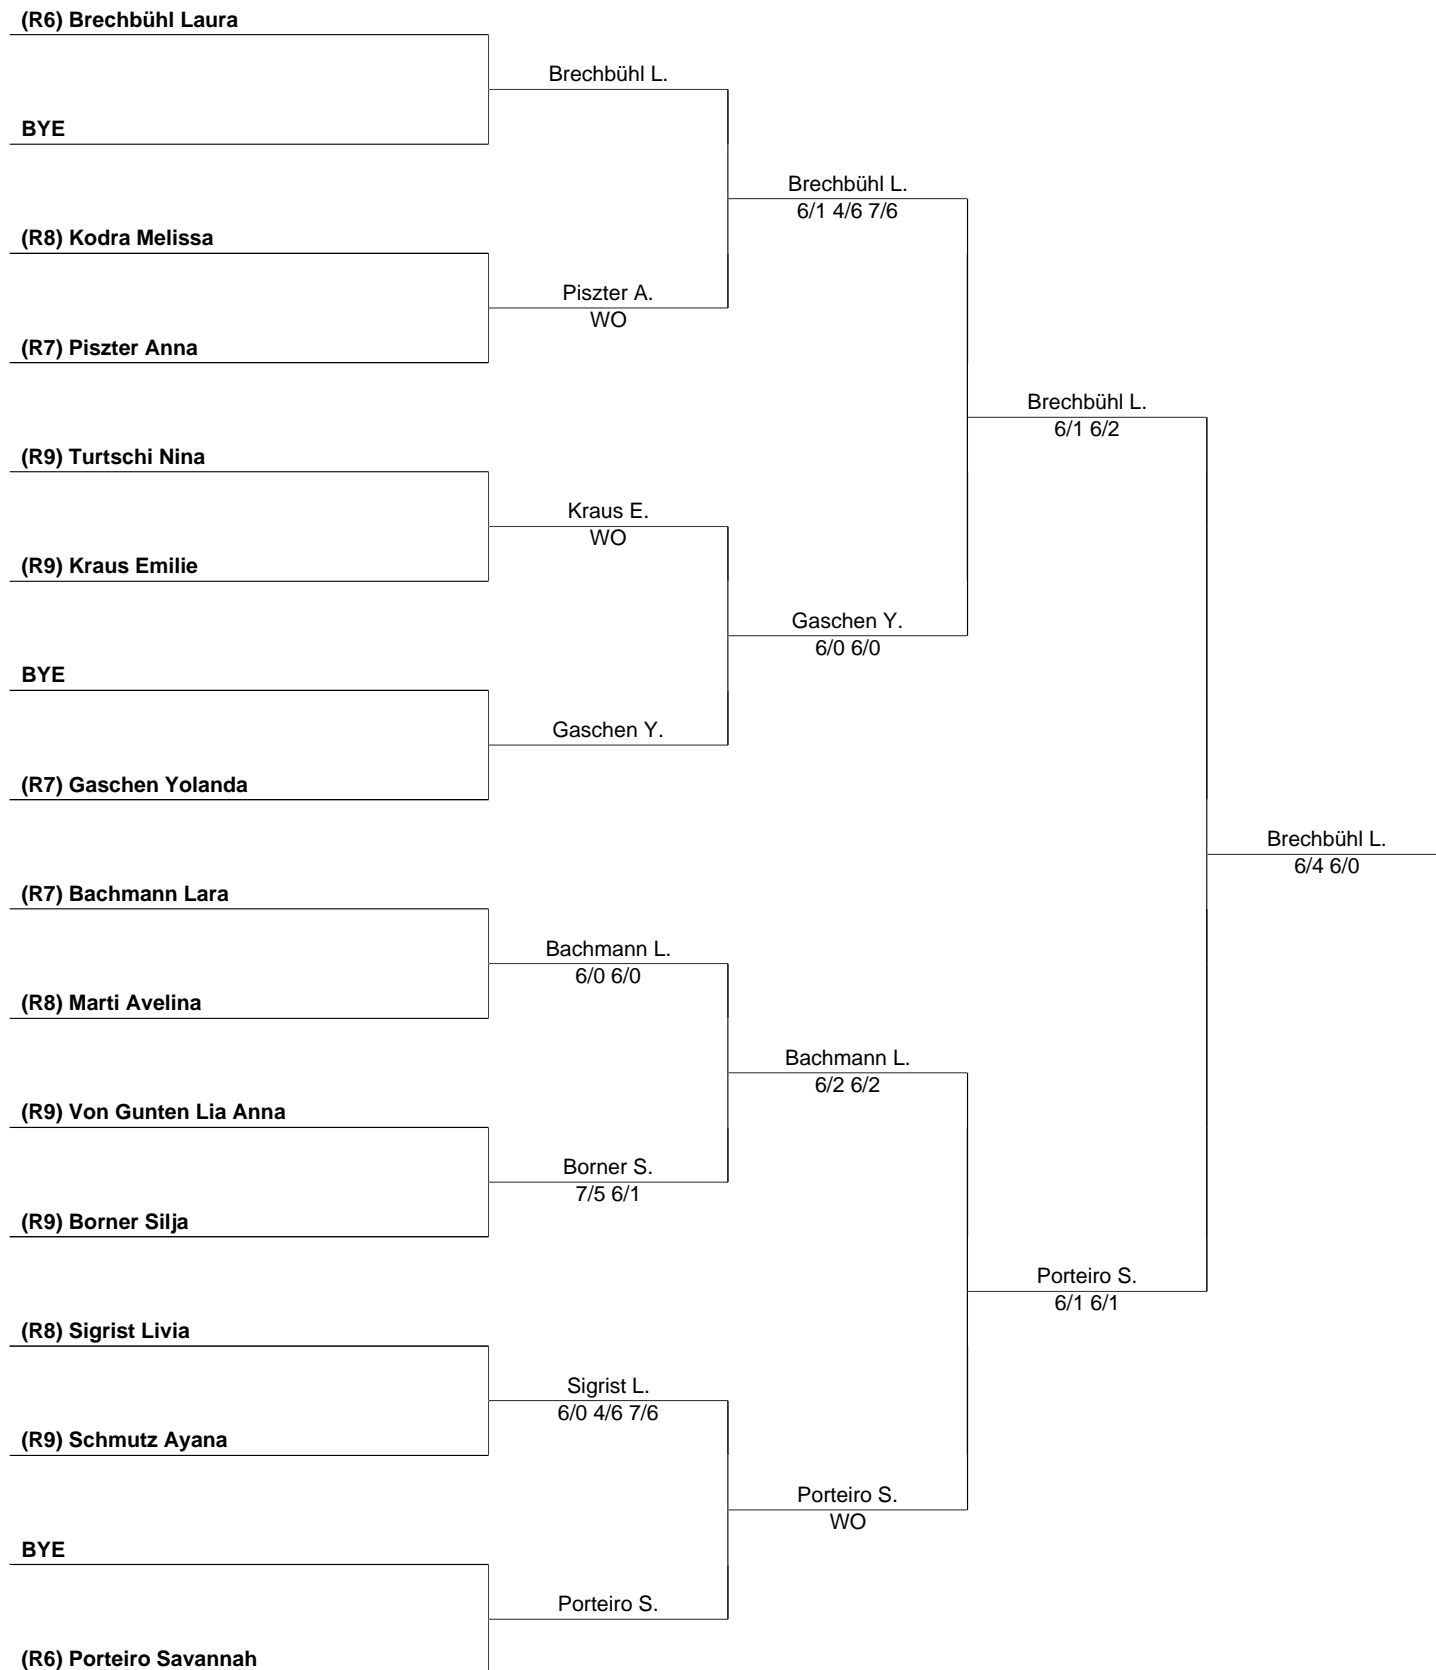 (R6) Brechbühl Laura
Brechbühl L.
BYE
Brechbühl L.
6/1 4/6 7/6
(R8) Kodra Melissa
Piszter A.
WO
(R7) Piszter Anna
Brechbühl L.
6/1 6/2
(R9) Turtschi Nina
Kraus E.
WO
(R9) Kraus Emilie
Gaschen Y.
6/0 6/0
BYE
Gaschen Y.
(R7) Gaschen Yolanda
Brechbühl L.
6/4 6/0
(R7) Bachmann Lara
Bachmann L.
6/0 6/0
(R8) Marti Avelina
Bachmann L.
6/2 6/2
(R9) Von Gunten Lia Anna
Borner S.
7/5 6/1
(R9) Borner Silja
Porteiro S.
6/1 6/1
(R8) Sigrist Livia
Sigrist L.
6/0 4/6 7/6
(R9) Schmutz Ayana
Porteiro S.
WO
BYE
Porteiro S.
(R6) Porteiro Savannah